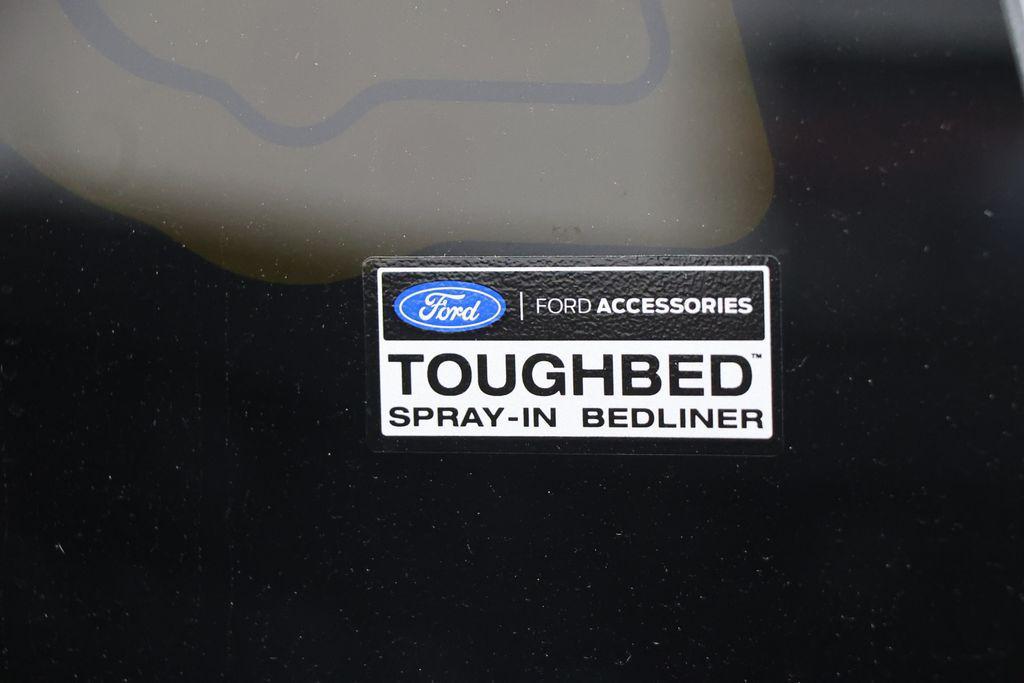 Ford | FORD ACCESSORIES
TOUGHBED™
SPRAY-IN BEDLINER